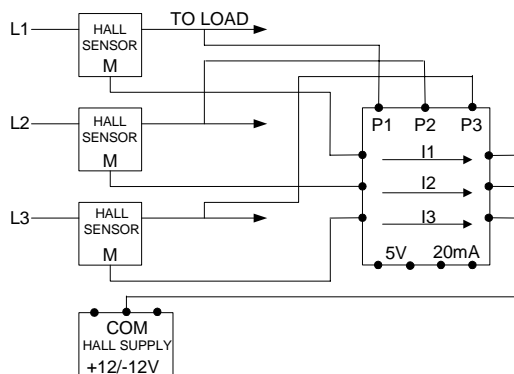 L1
HALL
SENSOR
M
TO LOAD
L2
HALL
SENSOR
M
L3
HALL
SENSOR
M
P1 P2 P3
I1
I2
I3
5V 20mA
COM
HALL SUPPLY
+12/-12V